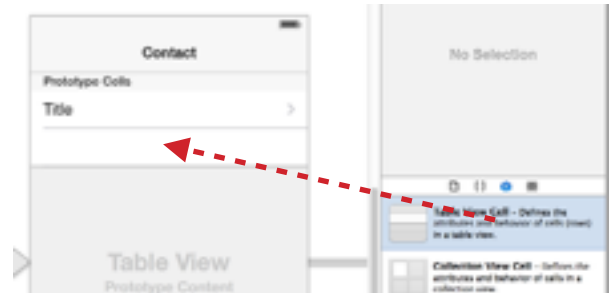 Contact
Prototype Cells
Title
Table View
Prototype Content
No Selection
Table View Cell - Defines the
attributes and behavior of cells (rows)
in a table view.
Collection View Cell - Defines the
attributes and behavior of cells in a
collection view.